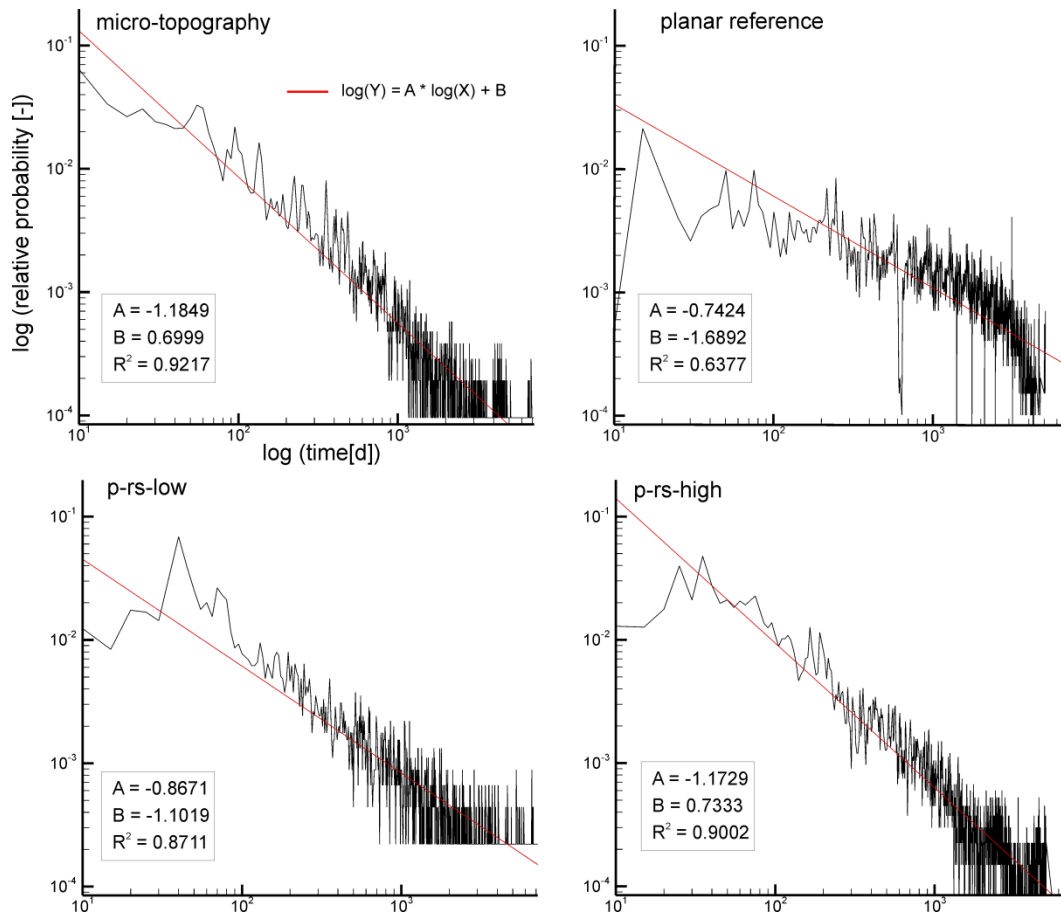 micro-topography
log (relative probability [-]
10⁻¹
10⁻²
10⁻³
10⁻⁴
log(Y) = A * log(X) + B
A = -1.1849
B = 0.6999
R² = 0.9217
10¹
10²
10³
log (time[d])
planar reference
10⁻¹
10⁻²
10⁻³
10⁻⁴
A = -0.7424
B = -1.6892
R² = 0.6377
10¹
10²
10³
p-rs-low
10⁻¹
10⁻²
10⁻³
10⁻⁴
A = -0.8671
B = -1.1019
R² = 0.8711
10¹
10²
10³
p-rs-high
10⁻¹
10⁻²
10⁻³
10⁻⁴
A = -1.1729
B = 0.7333
R² = 0.9002
10¹
10²
10³